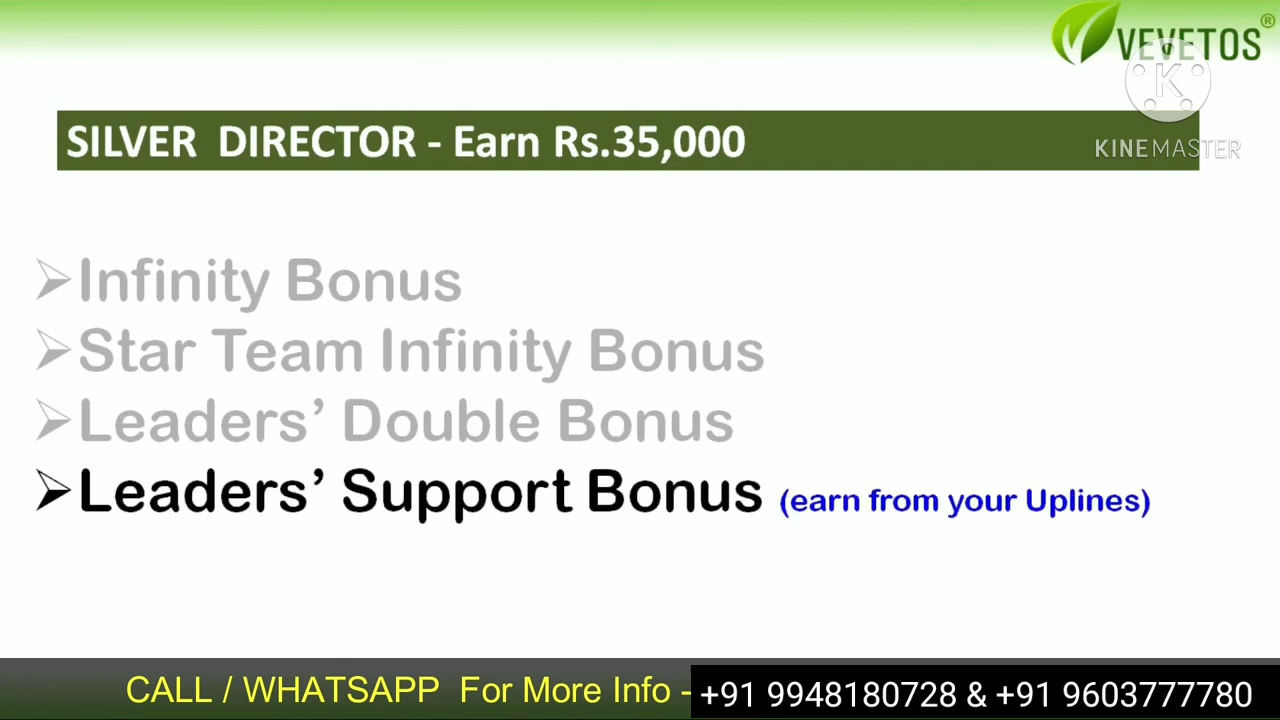 VEVETOS®
KINEMASTER
SILVER DIRECTOR - Earn Rs.35,000
➢Infinity Bonus
➢Star Team Infinity Bonus
➢Leaders’ Double Bonus
➢Leaders’ Support Bonus (earn from your Uplines)
CALL / WHATSAPP For More Info - +91 9948180728 & +91 9603777780